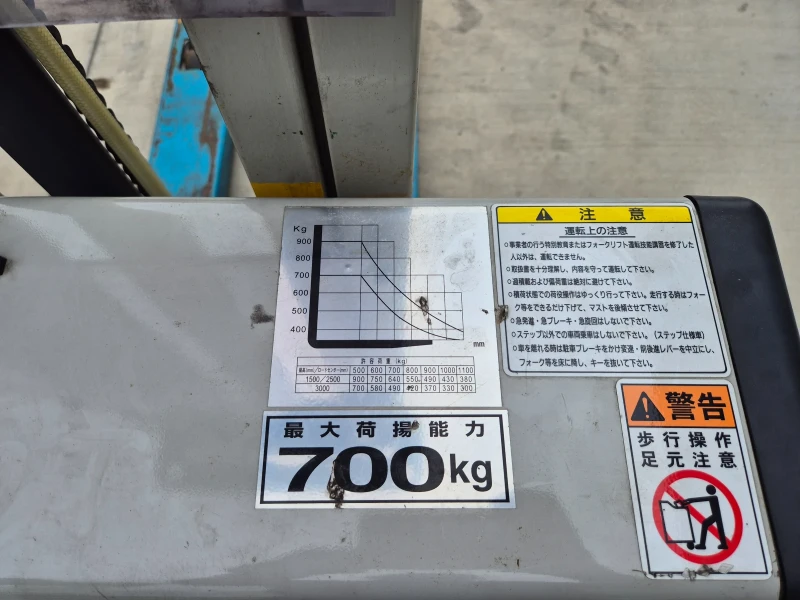 Kg
900
800
700
600
500
400
mm
許容荷重 (kg)
揚高(mm)/ロードセンター(mm) 500 600 700 800 900 1000 1100
1500/2500 900 750 640 550 490 430 380
3000 700 580 490 420 370 330 300
最大荷揚能力
700kg
注意
運転上の注意
○事業者の行う特別教育またはフォークリフト運転技能講習を修了した
人以外は、運転できません。
○取扱書を十分理解し、内容を守って運転して下さい。
○過積載および偏荷重は絶対に避けて下さい。
○積荷状態での荷役操作はゆっくり行って下さい。走行する時はフォー
ク等をできるだけ下げて、マストを後傾させて下さい。
○急発進・急ブレーキ・急旋回はしないで下さい。
○ステップ以外での車両乗車はしないで下さい。(ステップ仕様車)
○車を離れる時は駐車ブレーキをかけ変速・前後進レバーを中立にし、
フォーク等を床に降し、キーを抜いて下さい。
警告
歩行操作
足元注意